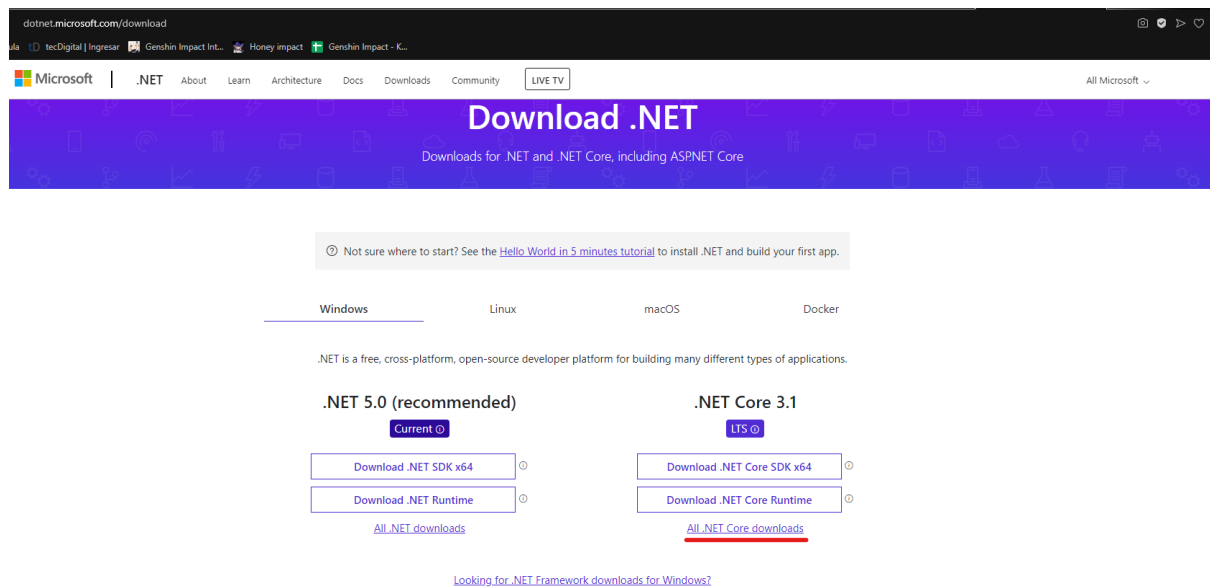 dotnet.microsoft.com/download
ula tD tecDigital | Ingresar Genshin Impact Int... Honey impact Genshin Impact - K...
Microsoft .NET About Learn Architecture Docs Downloads Community LIVE TV All Microsoft
Download .NET
Downloads for .NET and .NET Core, including ASP.NET Core
Not sure where to start? See the Hello World in 5 minutes tutorial to install .NET and build your first app.
Windows Linux macOS Docker
.NET is a free, cross-platform, open-source developer platform for building many different types of applications.
.NET 5.0 (recommended) .NET Core 3.1
Current LTS
Download .NET SDK x64 Download .NET Core SDK x64
Download .NET Runtime Download .NET Core Runtime
All .NET downloads All .NET Core downloads
Looking for .NET Framework downloads for Windows?